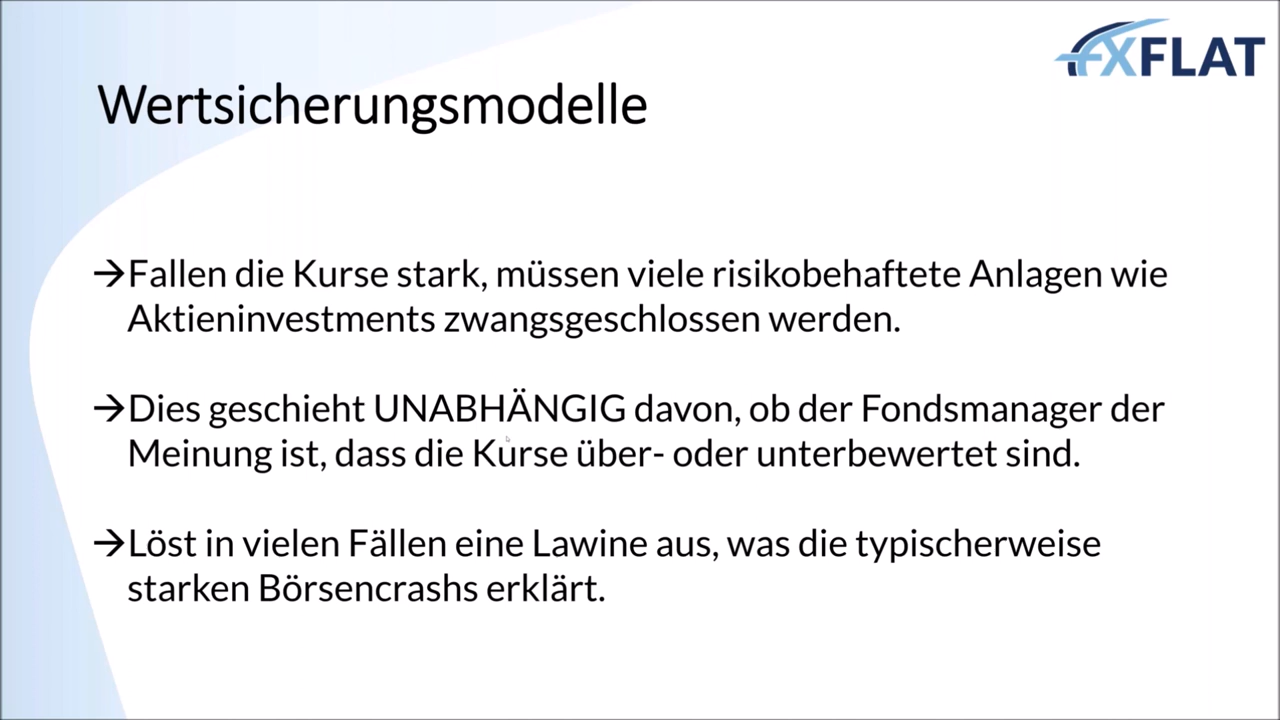 FXFLAT
Wertsicherungsmodelle
→Fallen die Kurse stark, müssen viele risikobehaftete Anlagen wie
Aktieninvestments zwangsgeschlossen werden.
→Dies geschieht UNABHÄNGIG davon, ob der Fondsmanager der
Meinung ist, dass die Kurse über- oder unterbewertet sind.
→Löst in vielen Fällen eine Lawine aus, was die typischerweise
starken Börsencrashs erklärt.